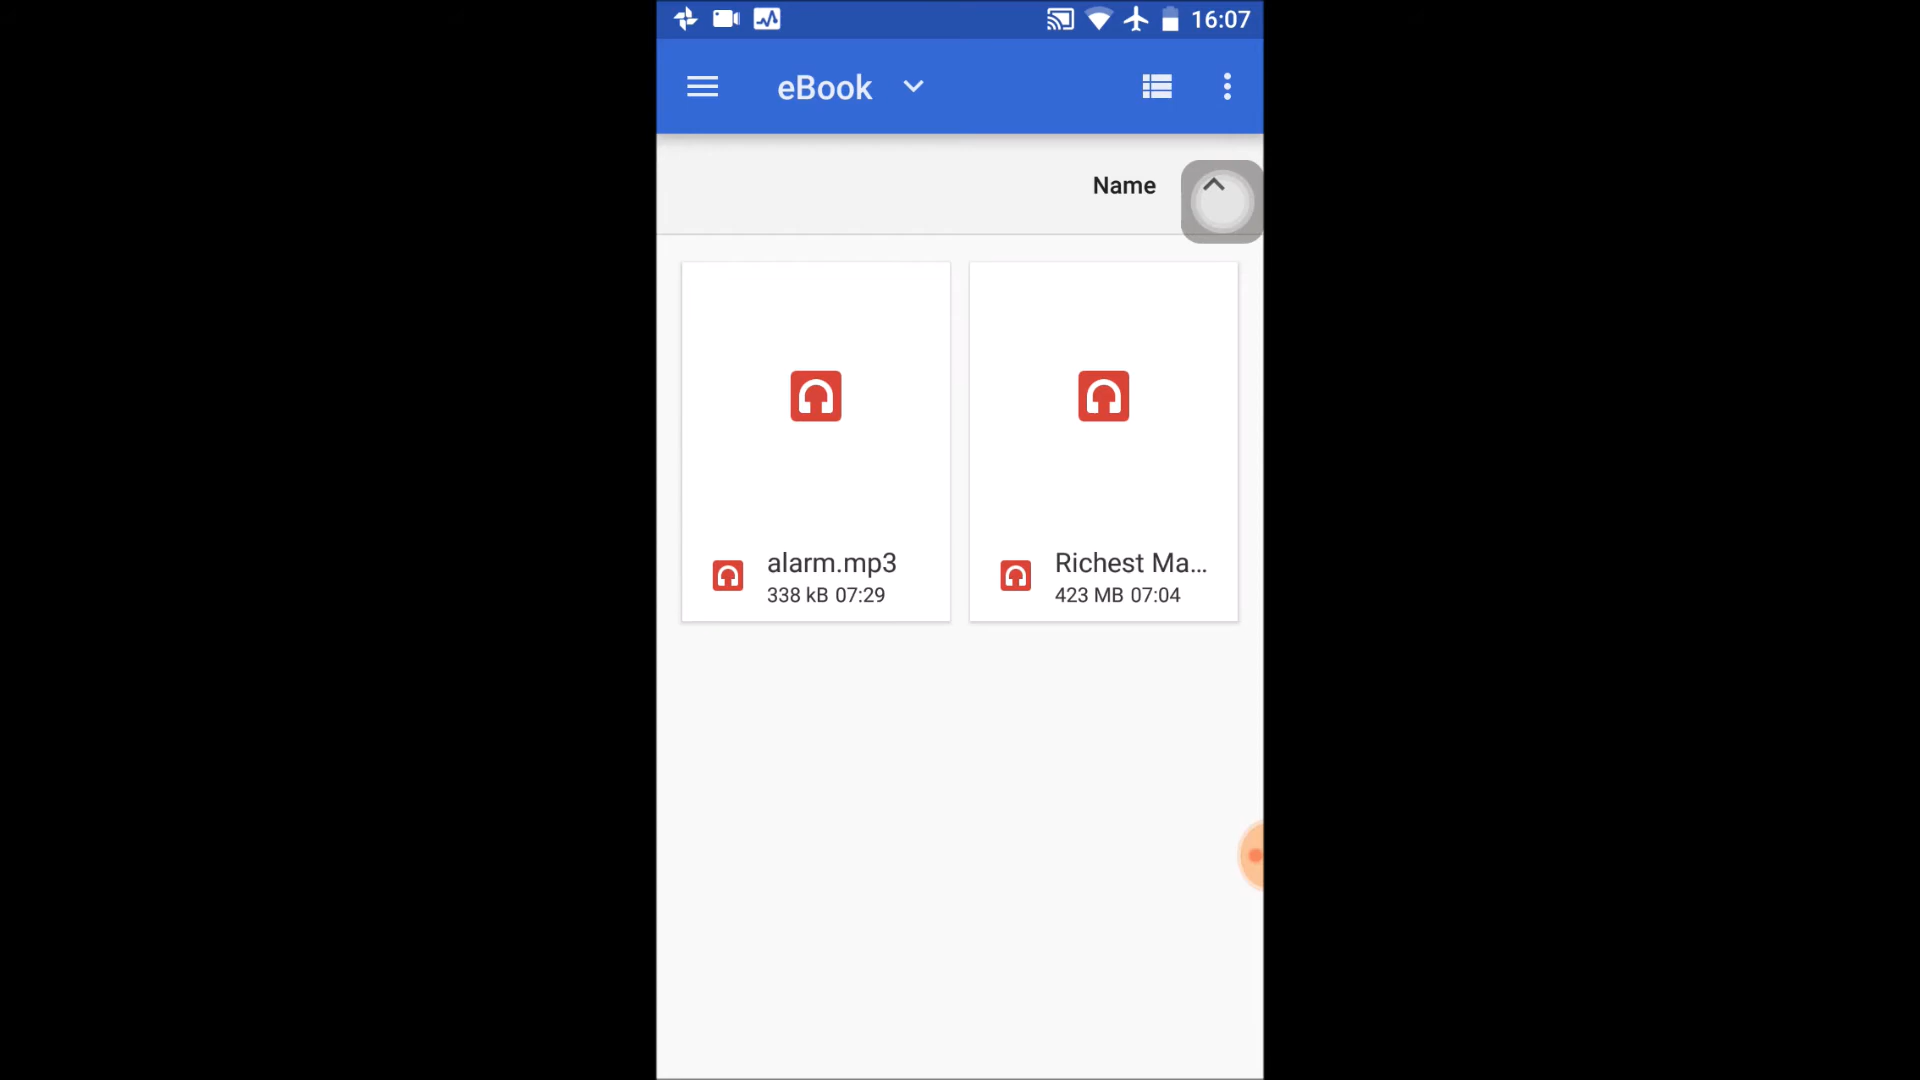 16:07
eBook
Name
alarm.mp3
338 kB 07:29
Richest Ma...
423 MB 07:04